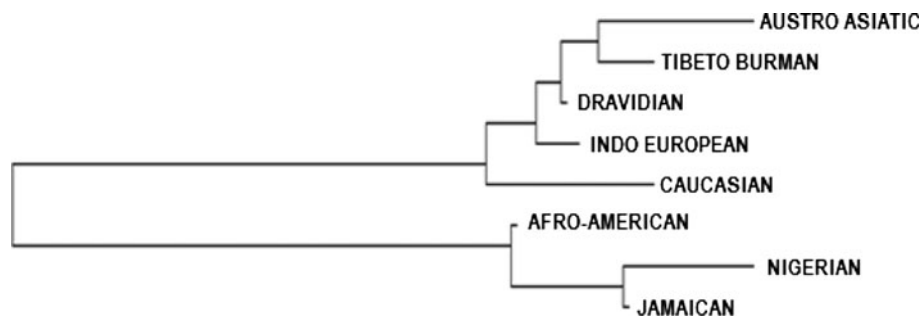 AUSTRO ASIATIC
TIBETO BURMAN
DRAVIDIAN
INDO EUROPEAN
CAUCASIAN
AFRO-AMERICAN
NIGERIAN
JAMAICAN